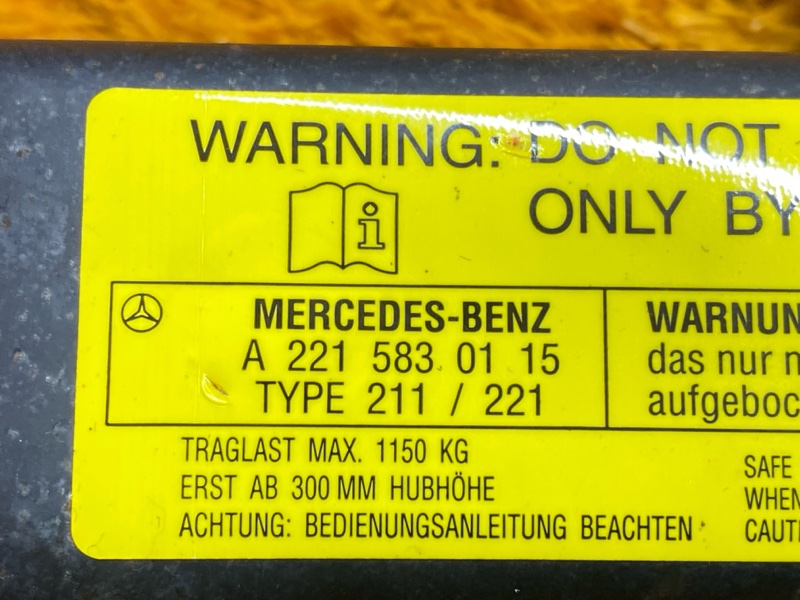 WARNING: DO NOT
ONLY BY
MERCEDES-BENZ
A 221 583 01 15
TYPE 211 / 221
WARNUN
das nur n
aufgeboc
TRAGLAST MAX. 1150 KG
ERST AB 300 MM HUBHÖHE
ACHTUNG: BEDIENUNGSANLEITUNG BEACHTEN
SAFE
WHEN
CAUTI